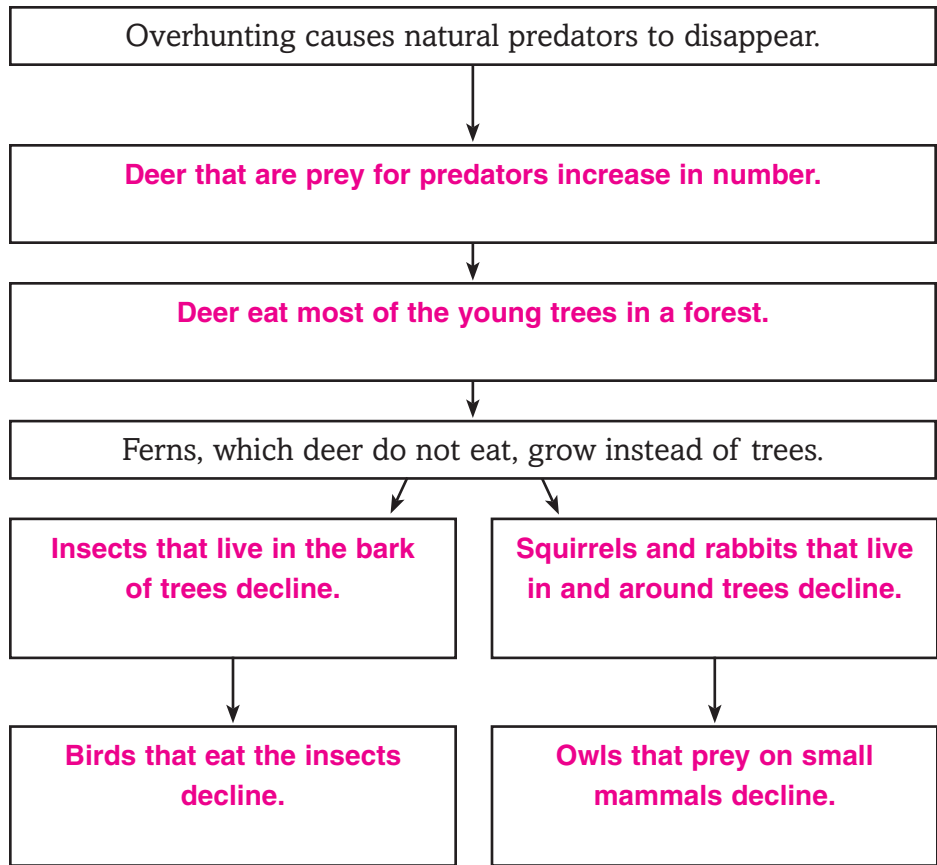 Overhunting causes natural predators to disappear.
Deer that are prey for predators increase in number.
Deer eat most of the young trees in a forest.
Ferns, which deer do not eat, grow instead of trees.
Insects that live in the bark
of trees decline.
Squirrels and rabbits that live
in and around trees decline.
Birds that eat the insects
decline.
Owls that prey on small
mammals decline.